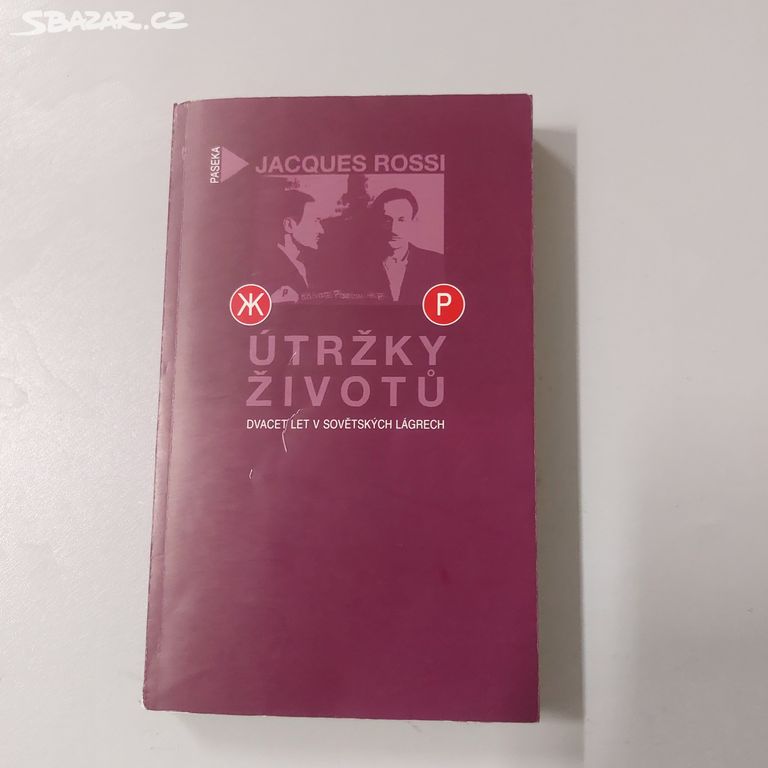 SBAZAR.CZ
PASEKA
JACQUES ROSSI
Ж
P
ÚTRŽKY
ŽIVOTŮ
DVACET LET V SOVĚTSKÝCH LÁGRECH